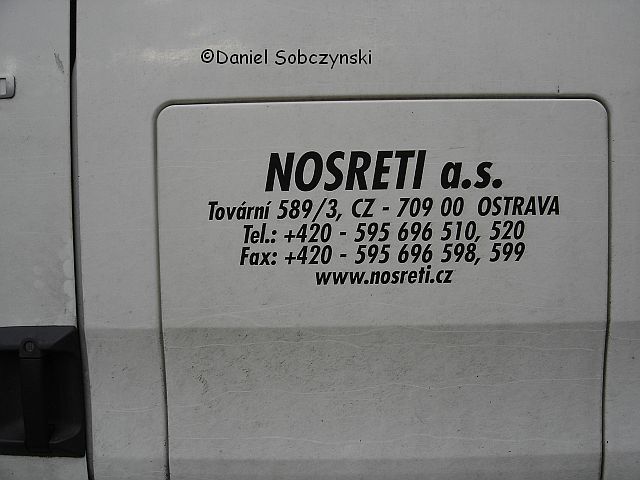 ©Daniel Sobczynski
NOSRETI a.s.
Tovární 589/3, CZ - 709 00 OSTRAVA
Tel.: +420 - 595 696 510, 520
Fax: +420 - 595 696 598, 599
www.nosreti.cz